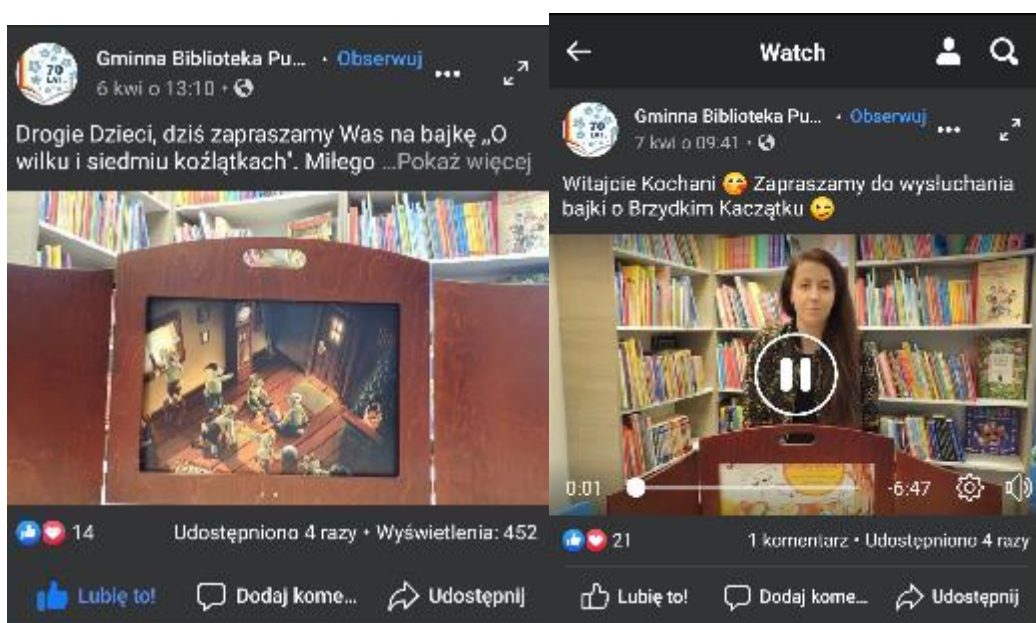 Gminna Biblioteka Pu... • Obserwuj
6 kwi o 13:10 •
Drogie Dzieci, dziś zapraszamy Was na bajkę „O
wilku i siedmiu koźlątkach". Miłego ...Pokaż więcej
14
Udostępniono 4 razy • Wyświetlenia: 452
Lubię to!
Dodaj kome...
Udostępnij
Watch
Gminna Biblioteka Pu... • Obserwuj
7 kwi o 09:41 •
Witajcie Kochani 😋 Zapraszamy do wysłuchania
bajki o Brzydkim Kaczątku 😉
0:01
-6:47
21
1 komentarz • Udostępniono 4 razy
Lubię to!
Dodaj kome...
Udostępnij